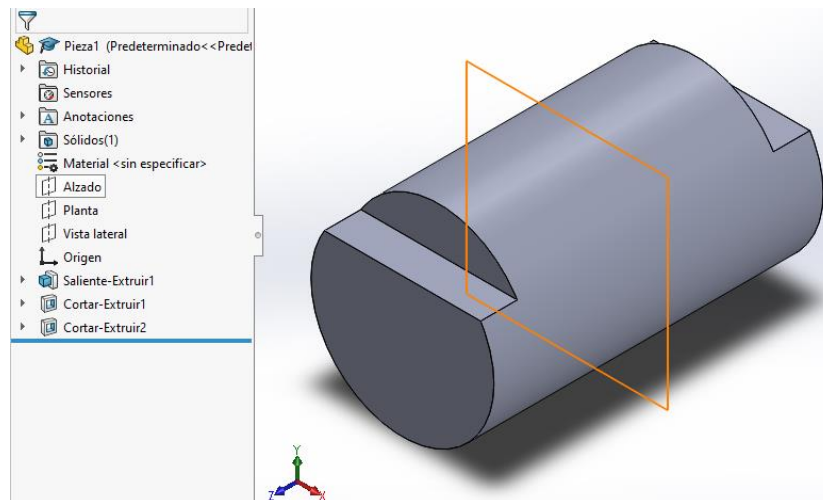 Pieza1 (Predeterminado<<Predet
Historial
Sensores
Anotaciones
Sólidos(1)
Material <sin especificar>
Alzado
Planta
Vista lateral
Origen
Saliente-Extruir1
Cortar-Extruir1
Cortar-Extruir2
Y
Z
X